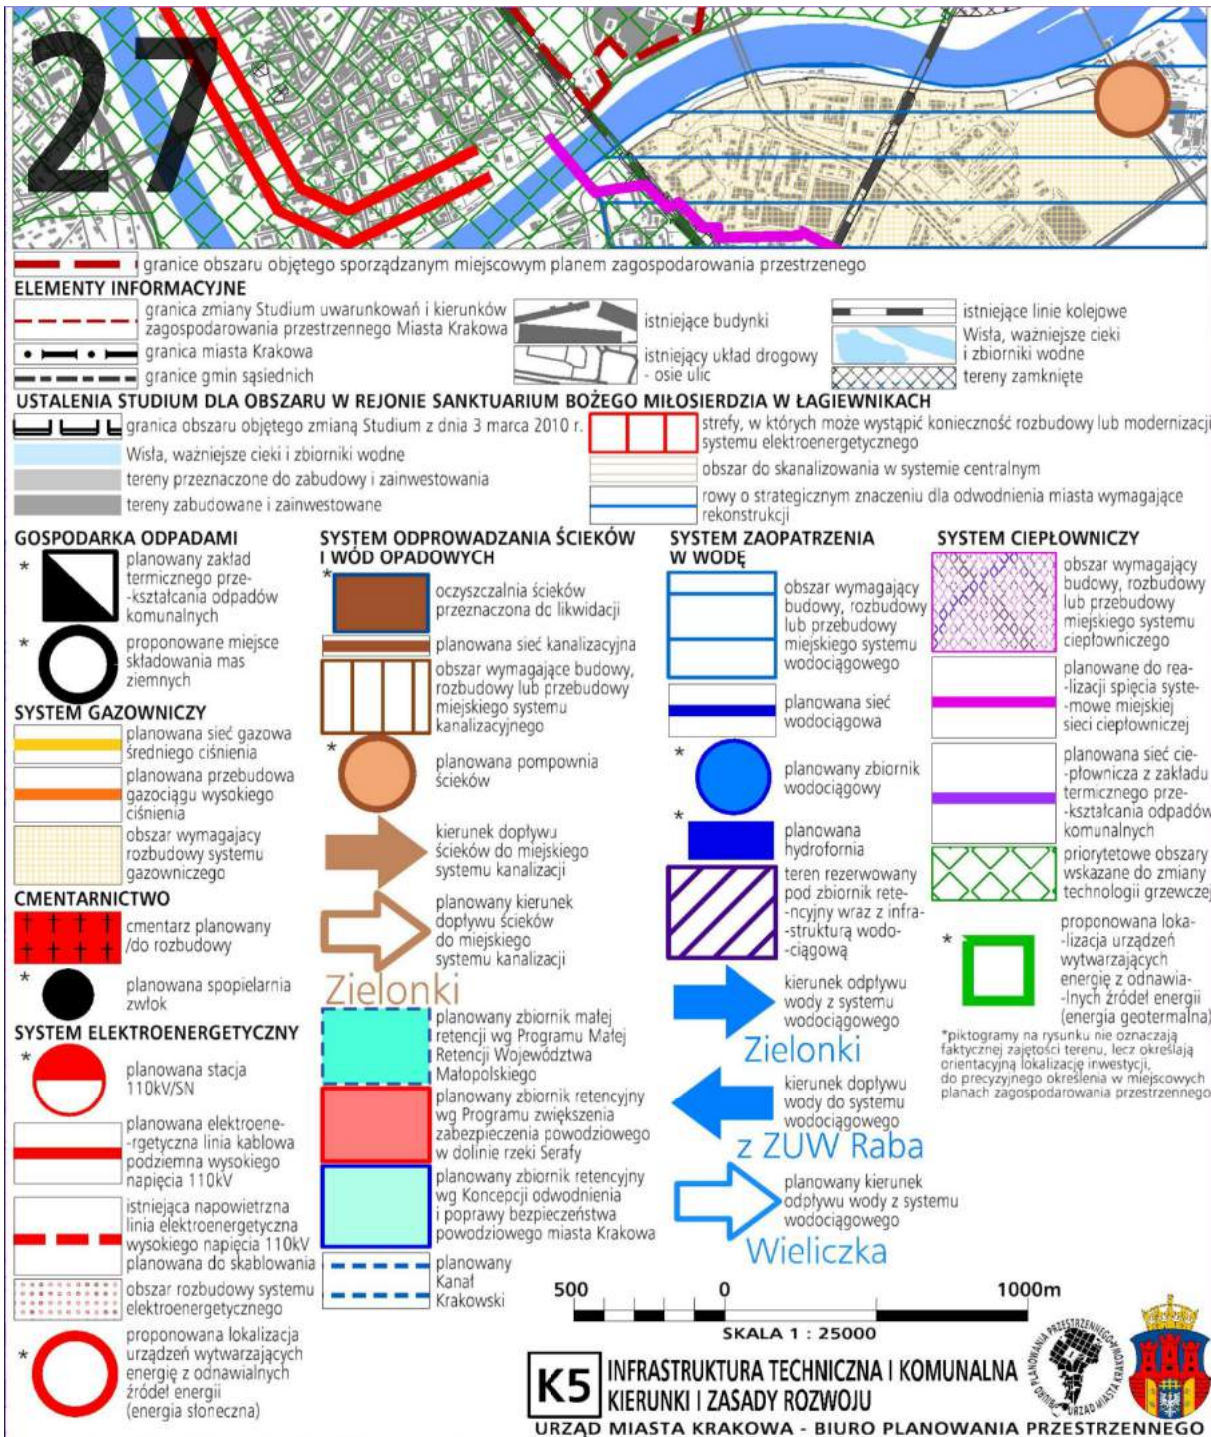 27
granice obszaru objętego sporządzanym miejscowym planem zagospodarowania przestrzenego
ELEMENTY INFORMACYJNE
granica zmiany Studium uwarunkowań i kierunków
zagospodarowania przestrzennego Miasta Krakowa
granica miasta Krakowa
granice gmin sąsiednich
istniejące budynki
istniejący układ drogowy
- osie ulic
istniejące linie kolejowe
Wisła, ważniejsze cieki
i zbiorniki wodne
tereny zamknięte
USTALENIA STUDIUM DLA OBSZARU W REJONIE SANKTUARIUM BOŻEGO MIŁOSIERDZIA W ŁAGIEWNIKACH
granica obszaru objętego zmianą Studium z dnia 3 marca 2010 r.
Wisła, ważniejsze cieki i zbiorniki wodne
tereny przeznaczone do zabudowy i zainwestowania
tereny zabudowane i zainwestowane
strefy, w których może wystąpić konieczność rozbudowy lub modernizacji
systemu elektroenergetycznego
obszar do skanalizowania w systemie centralnym
rowy o strategicznym znaczeniu dla odwodnienia miasta wymagające
rekonstrukcji
GOSPODARKA ODPADAMI
*
planowany zakład
termicznego prze-
-kształcania odpadów
komunalnych
*
proponowane miejsce
składowania mas
ziemnych
SYSTEM GAZOWNICZY
planowana sieć gazowa
średniego ciśnienia
planowana przebudowa
gazociągu wysokiego
ciśnienia
obszar wymagajacy
rozbudowy systemu
gazowniczego
CMENTARNICTWO
cmentarz planowany
/do rozbudowy
*
planowana spopielarnia
zwłok
SYSTEM ELEKTROENERGETYCZNY
*
planowana stacja
110kV/SN
planowana elektroene-
-rgetyczna linia kablowa
podziemna wysokiego
napięcia 110kV
istniejąca napowietrzna
linia elektroenergetyczna
wysokiego napięcia 110kV
planowana do skablowania
obszar rozbudowy systemu
elektroenergetycznego
*
proponowana lokalizacja
urządzeń wytwarzających
energię z odnawialnych
źródeł energii
(energia słoneczna)
SYSTEM ODPROWADZANIA ŚCIEKÓW
I WÓD OPADOWYCH
*
oczyszczalnia ścieków
przeznaczona do likwidacji
planowana sieć kanalizacyjna
obszar wymagające budowy,
rozbudowy lub przebudowy
miejskiego systemu
kanalizacyjnego
*
planowana pompownia
ścieków
kierunek dopływu
ścieków do miejskiego
systemu kanalizacji
planowany kierunek
dopływu ścieków
do miejskiego
systemu kanalizacji
Zielonki
planowany zbiornik małej
retencji wg Programu Małej
Retencji Województwa
Małopolskiego
planowany zbiornik retencyjny
wg Programu zwiększenia
zabezpieczenia powodziowego
w dolinie rzeki Serafy
planowany zbiornik retencyjny
wg Koncepcji odwodnienia
i poprawy bezpieczeństwa
powodziowego miasta Krakowa
planowany
Kanał
Krakowski
SYSTEM ZAOPATRZENIA
W WODĘ
obszar wymagający
budowy, rozbudowy
lub przebudowy
miejskiego systemu
wodociągowego
planowana sieć
wodociągowa
*
planowany zbiornik
wodociągowy
*
planowana
hydrofornia
teren rezerwowany
pod zbiornik rete-
-ncyjny wraz z infra-
-strukturą wodo-
-ciągową
kierunek odpływu
wody z systemu
wodociągowego
Zielonki
kierunek dopływu
wody do systemu
wodociągowego
z ZUW Raba
planowany kierunek
odpływu wody z systemu
wodociągowego
Wieliczka
SYSTEM CIEPŁOWNICZY
obszar wymagający
budowy, rozbudowy
lub przebudowy
miejskiego systemu
ciepłowniczego
planowane do rea-
-lizacji spięcia syste-
-mowe miejskiej
sieci ciepłowniczej
planowana sieć cie-
-płownicza z zakładu
termicznego prze-
-kształcania odpadów
komunalnych
priorytetowe obszary
wskazane do zmiany
technologii grzewczej
*
proponowana loka-
-lizacja urządzeń
wytwarzających
energię z odnawia-
-lnych źródeł energii
(energia geotermalna)
*piktogramy na rysunku nie oznaczają
faktycznej zajętości terenu, lecz określają
orientacyjną lokalizację inwestycji,
do precyzyjnego określenia w miejscowych
planach zagospodarowania przestrzennego
500 0 1000m
SKALA 1 : 25000
K5
INFRASTRUKTURA TECHNICZNA I KOMUNALNA
KIERUNKI I ZASADY ROZWOJU
BIURO PLANOWANIA PRZESTRZENNEGO
URZĄD MIASTA KRAKOWA
URZĄD MIASTA KRAKOWA - BIURO PLANOWANIA PRZESTRZENNEGO